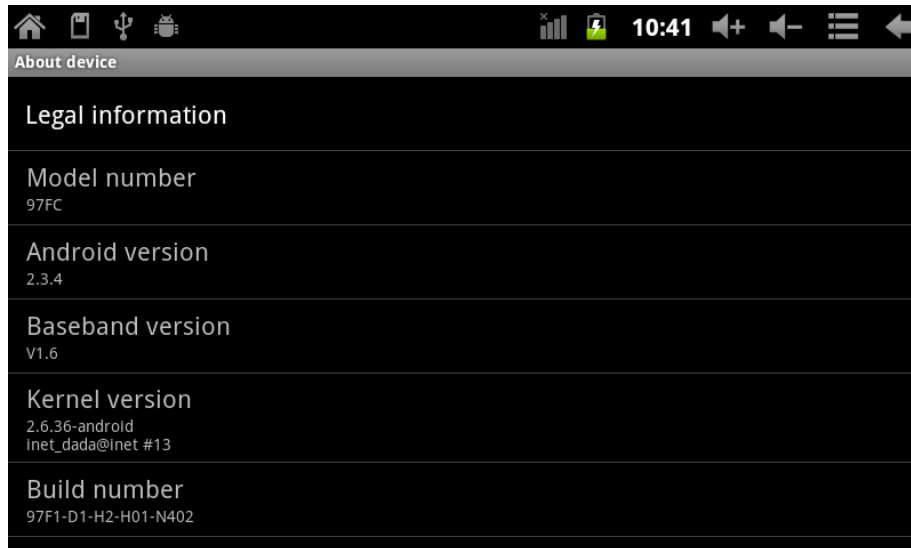 10:41
About device
Legal information
Model number
97FC
Android version
2.3.4
Baseband version
V1.6
Kernel version
2.6.36-android
inet_dada@inet #13
Build number
97F1-D1-H2-H01-N402